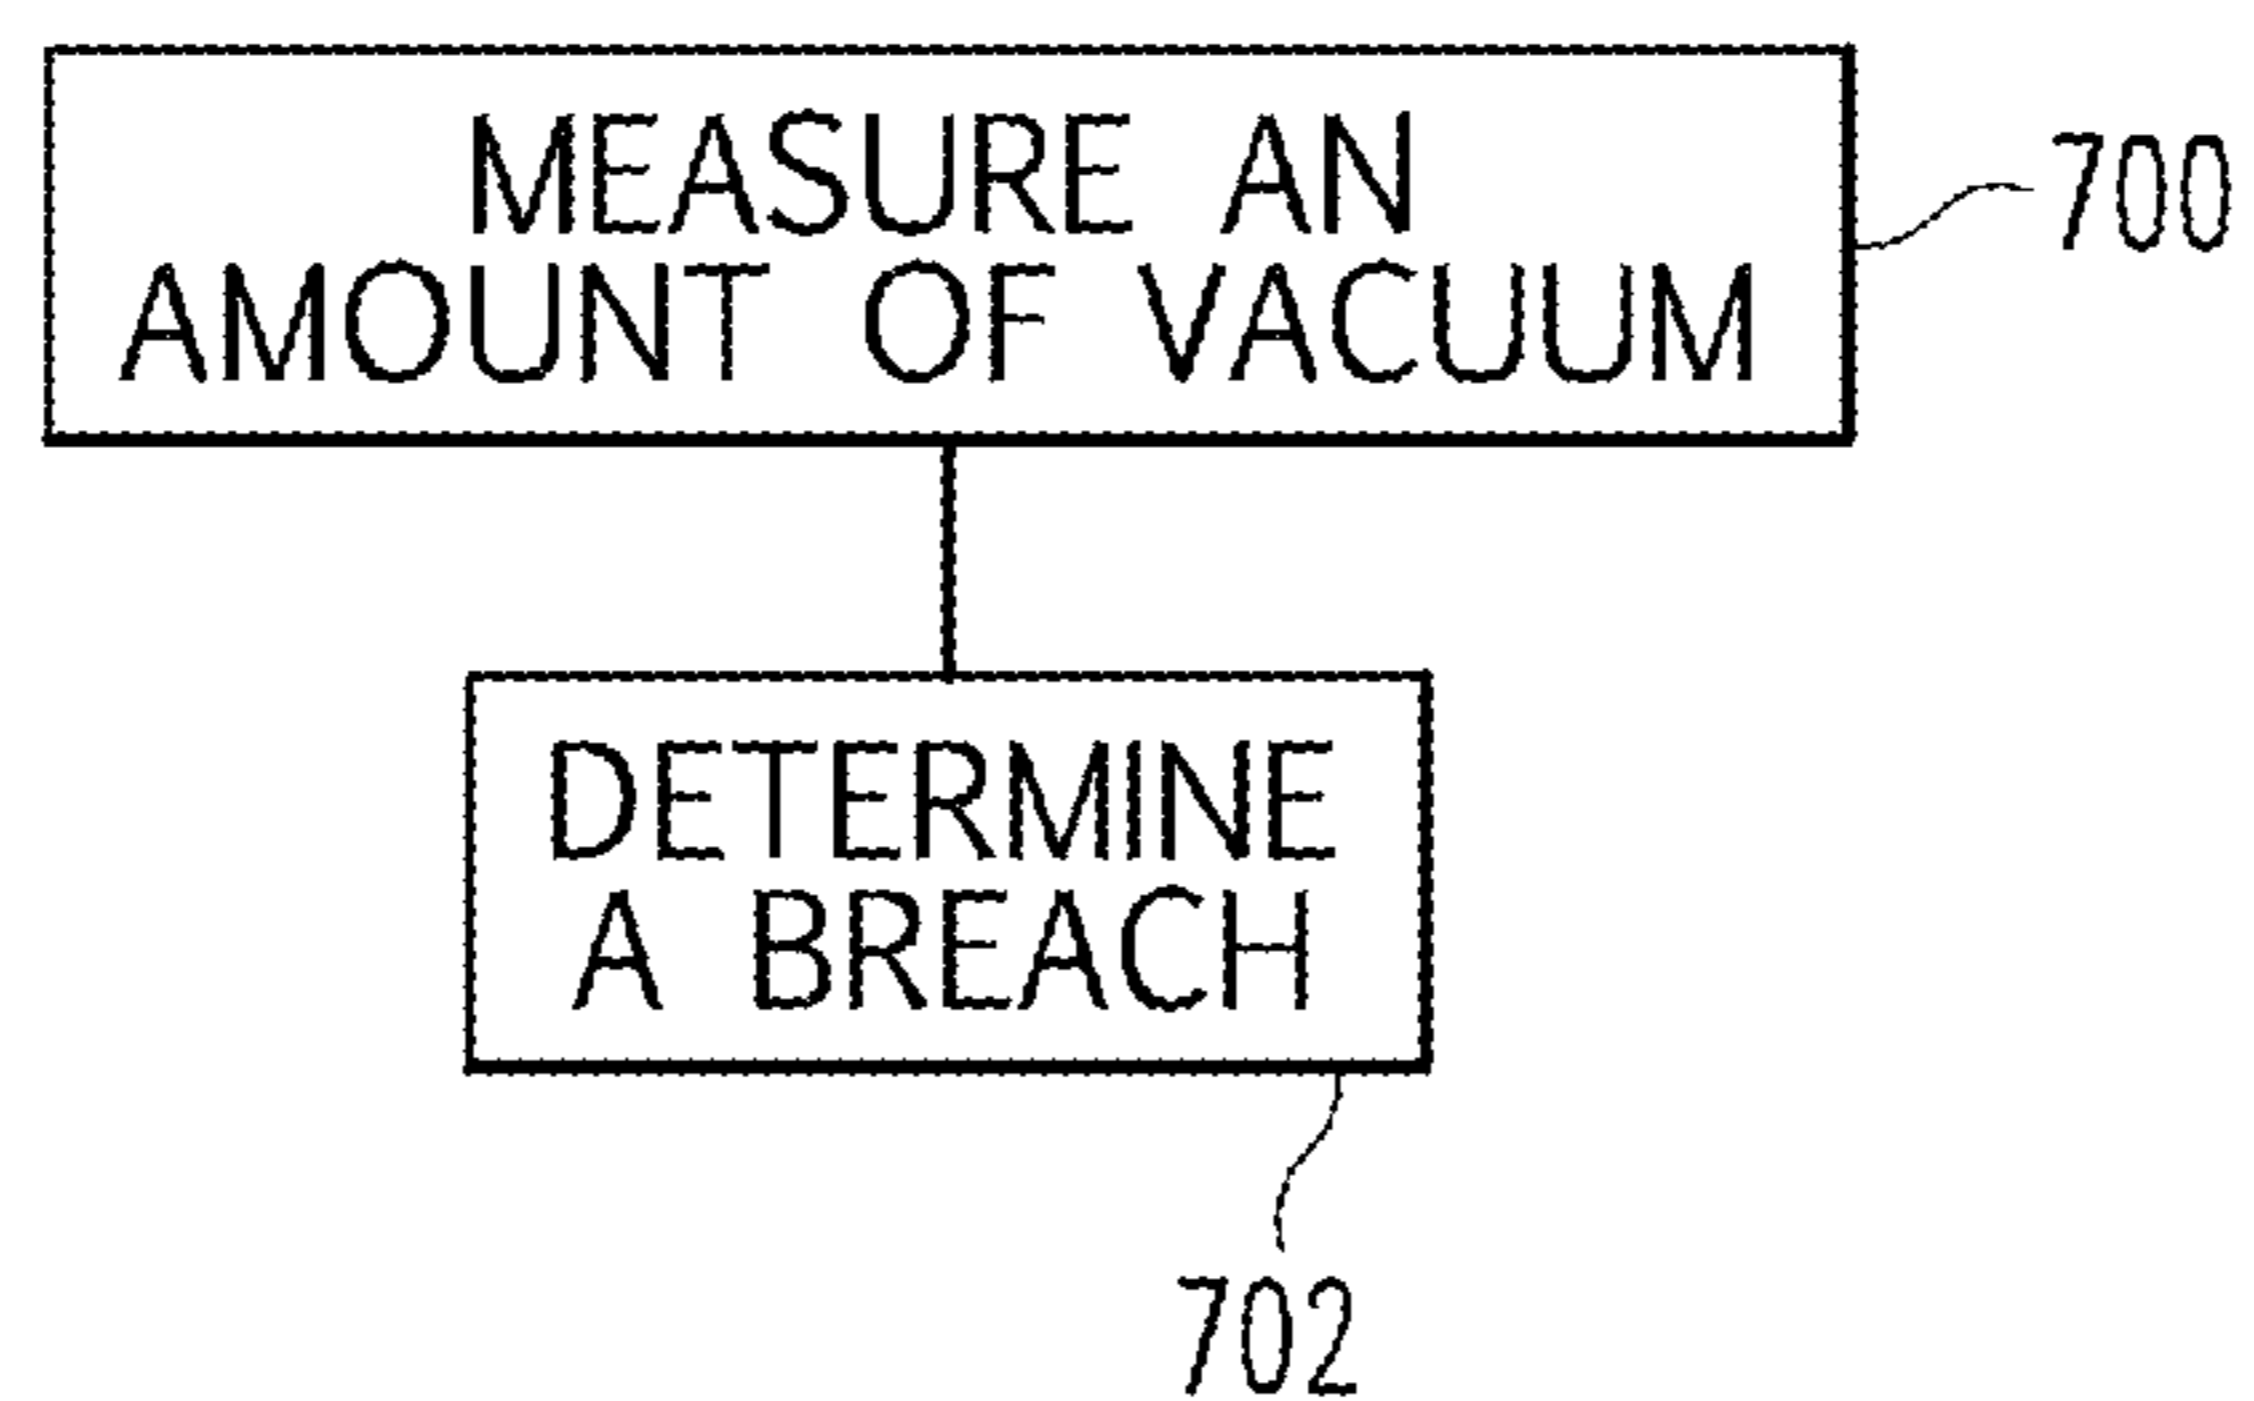 MEASURE AN
AMOUNT OF VACUUM
700
DETERMINE
A BREACH
702